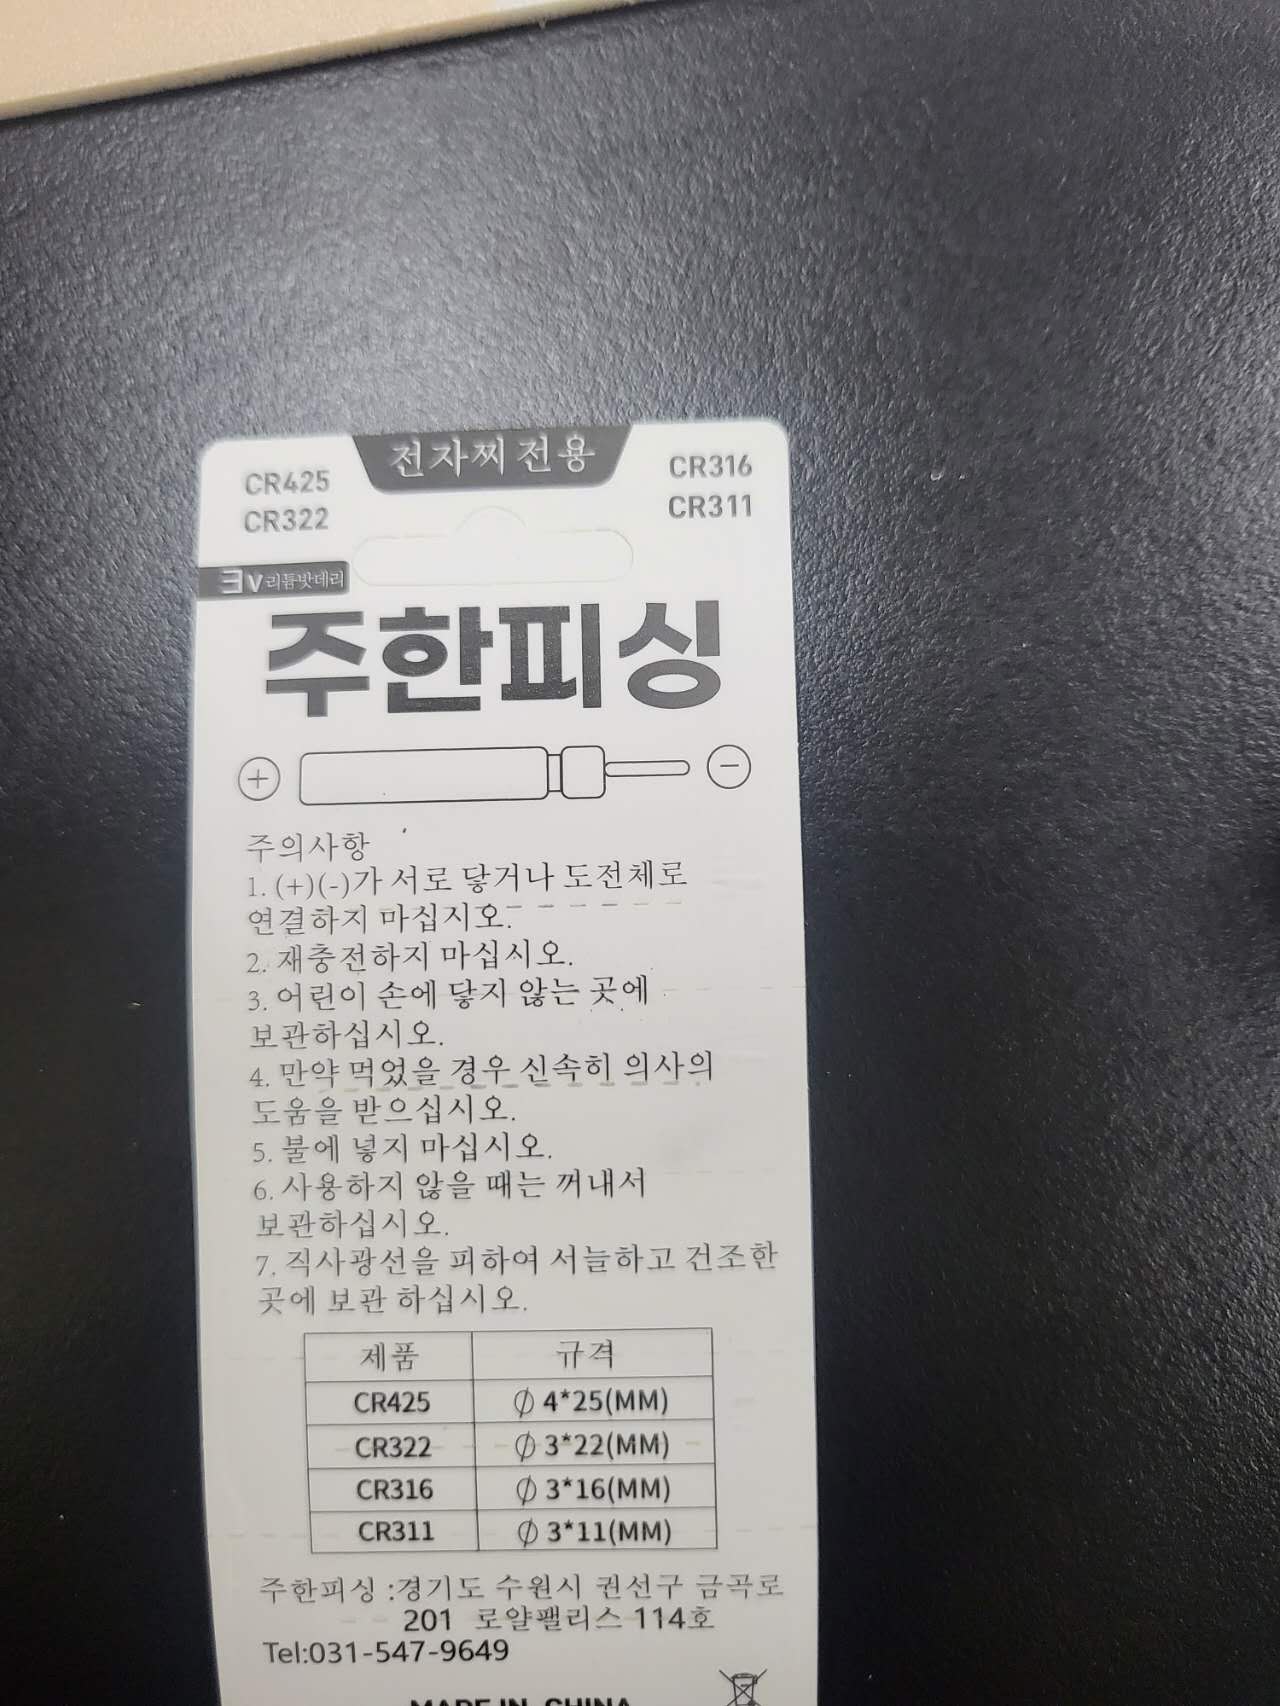 전자찌전용
CR425
CR322
CR316
CR311
3V리튬밧데리
주한피싱
+
−
주의사항
1. (+)(-)가 서로 닿거나 도전체로
연결하지 마십지오.
2. 재충전하지 마십시오.
3. 어린이 손에 닿지 않는 곳에
보관하십시오.
4. 만약 먹었을 경우 신속히 의사의
도움을 받으십시오.
5. 불에 넣지 마십시오.
6. 사용하지 않을 때는 꺼내서
보관하십시오.
7. 직사광선을 피하여 서늘하고 건조한
곳에 보관 하십시오.
제품 규격
CR425 ∅ 4*25(MM)
CR322 ∅ 3*22(MM)
CR316 ∅ 3*16(MM)
CR311 ∅ 3*11(MM)
주한피싱 :경기도 수원시 권선구 금곡로
201 로얄팰리스 114호
Tel:031-547-9649
MADE IN CHINA